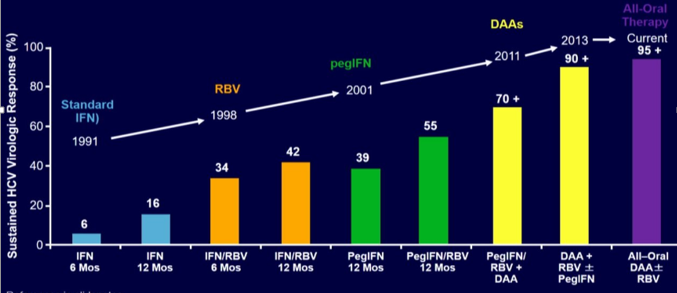 All-Oral
Therapy
Current
95 +
DAAs
2013
90 +
2011
70 +
pegIFN
2001
RBV
1998
Standard
IFN)
1991
Sustained HCV Virologic Response (%)
100
80
60
40
20
0
6
16
34
42
39
55
IFN
6 Mos
IFN
12 Mos
IFN/RBV
6 Mos
IFN/RBV
12 Mos
PegIFN
12 Mos
PegIFN/RBV
12 Mos
PegIFN/
RBV +
DAA
DAA +
RBV ±
PegIFN
All–Oral
DAA±
RBV